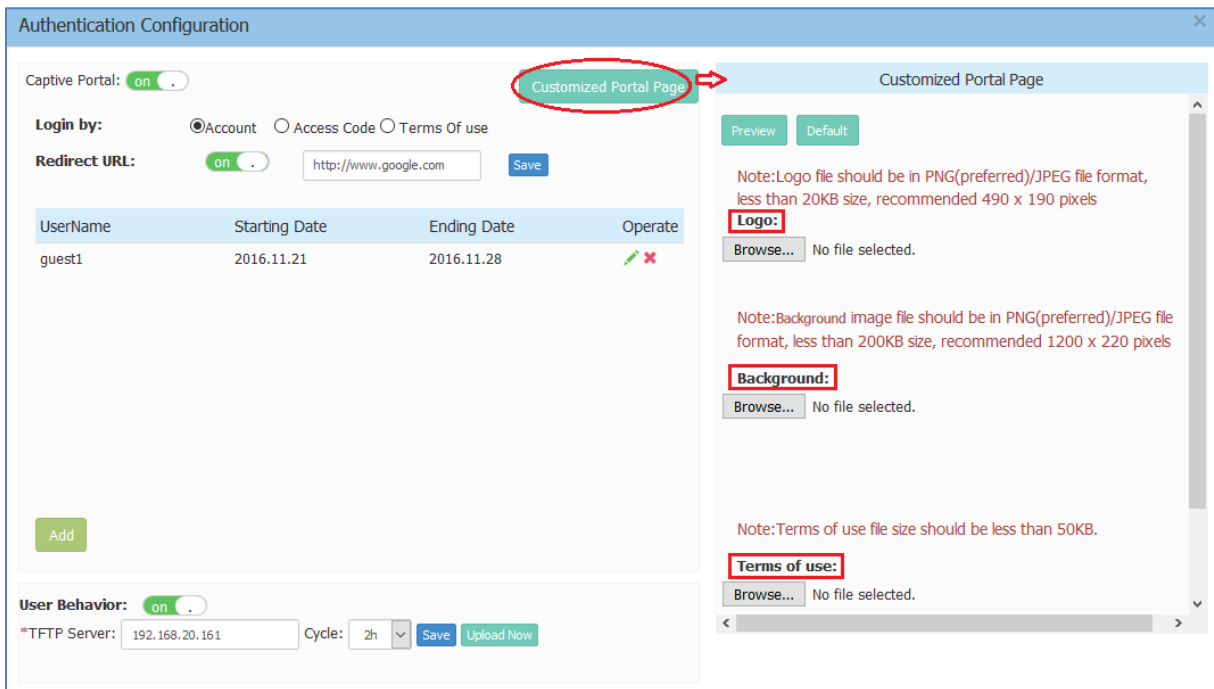 Authentication Configuration
Captive Portal: on .
Customized Portal Page
Login by: Account Access Code Terms Of use
Redirect URL: on . http://www.google.com Save
UserName Starting Date Ending Date Operate
guest1 2016.11.21 2016.11.28
Add
User Behavior: on .
*TFTP Server: 192.168.20.161 Cycle: 2h Save Upload Now
Customized Portal Page
Preview Default
Note:Logo file should be in PNG(preferred)/JPEG file format,
less than 20KB size, recommended 490 x 190 pixels
Logo:
Browse... No file selected.
Note:Background image file should be in PNG(preferred)/JPEG file
format, less than 200KB size, recommended 1200 x 220 pixels
Background:
Browse... No file selected.
Note:Terms of use file size should be less than 50KB.
Terms of use:
Browse... No file selected.